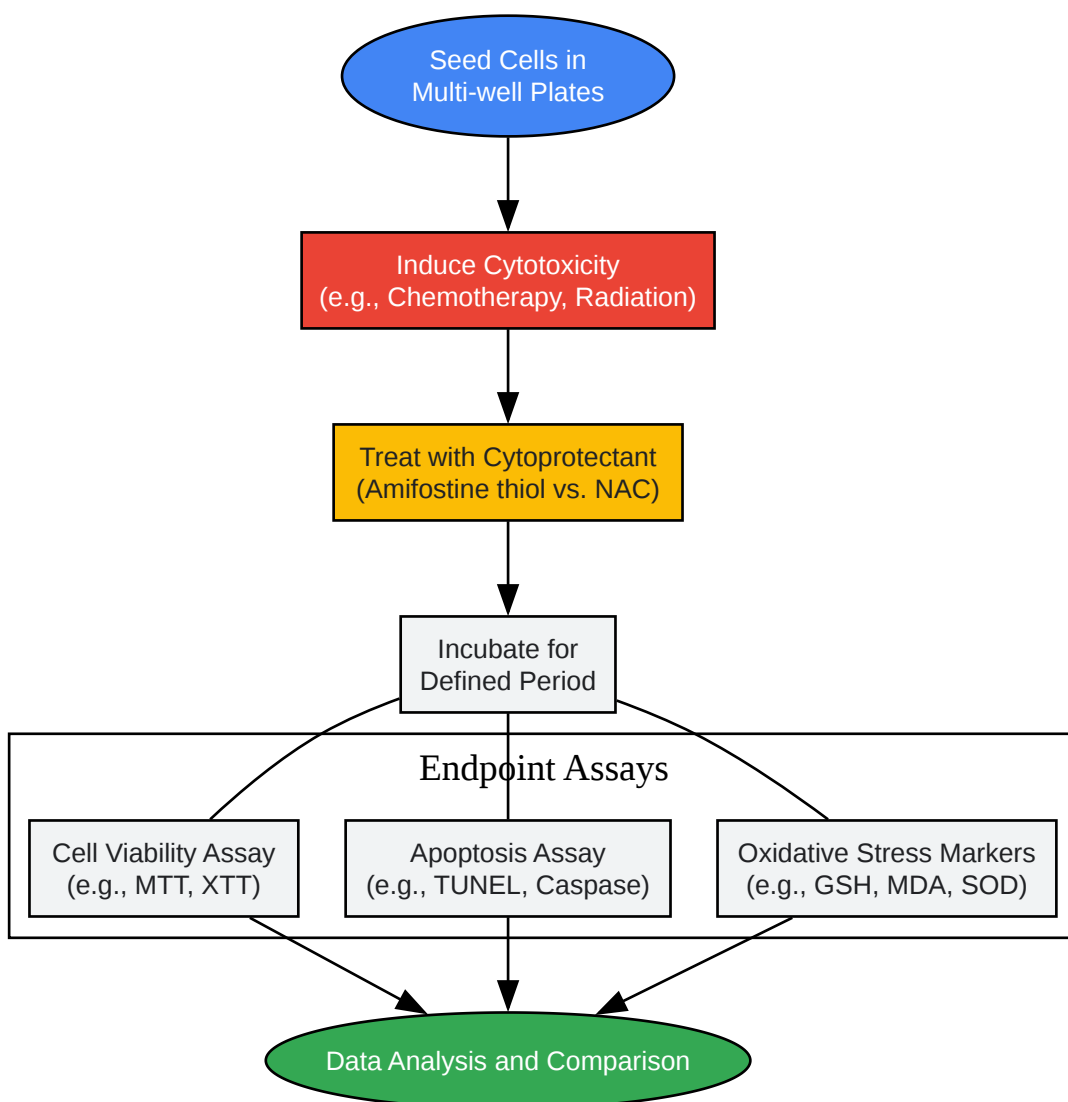 Seed Cells in
Multi-well Plates
Induce Cytotoxicity
(e.g., Chemotherapy, Radiation)
Treat with Cytoprotectant
(Amifostine thiol vs. NAC)
Incubate for
Defined Period
Endpoint Assays
Cell Viability Assay
(e.g., MTT, XTT)
Apoptosis Assay
(e.g., TUNEL, Caspase)
Oxidative Stress Markers
(e.g., GSH, MDA, SOD)
Data Analysis and Comparison